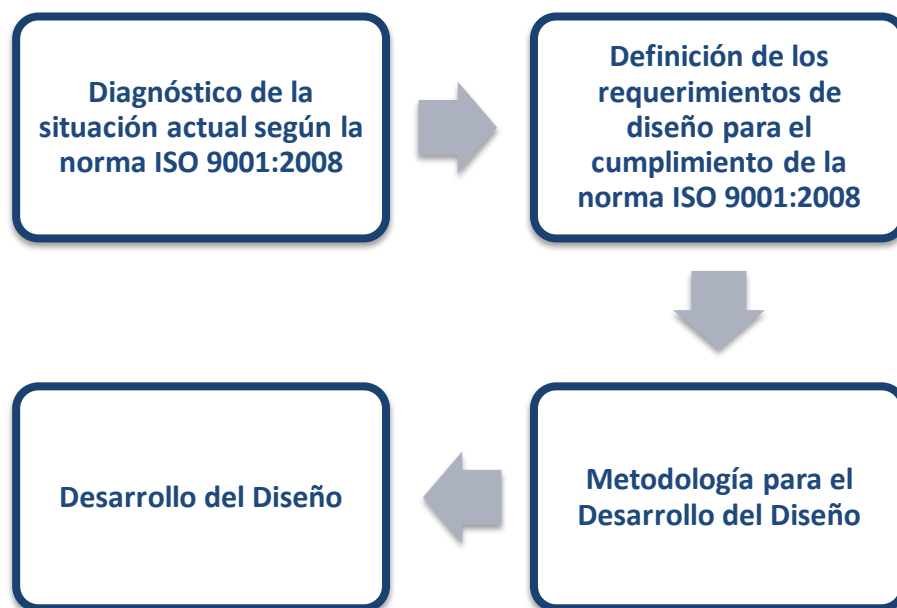 Diagnóstico de la
situación actual según la
norma ISO 9001:2008
Definición de los
requerimientos de
diseño para el
cumplimiento de la
norma ISO 9001:2008
Metodología para el
Desarrollo del Diseño
Desarrollo del Diseño